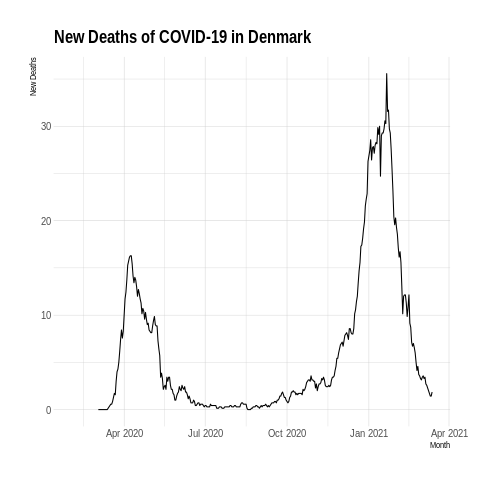 New Deaths of COVID-19 in Denmark
New Deaths
30
20
10
0
Apr 2020
Jul 2020
Oct 2020
Jan 2021
Apr 2021
Month